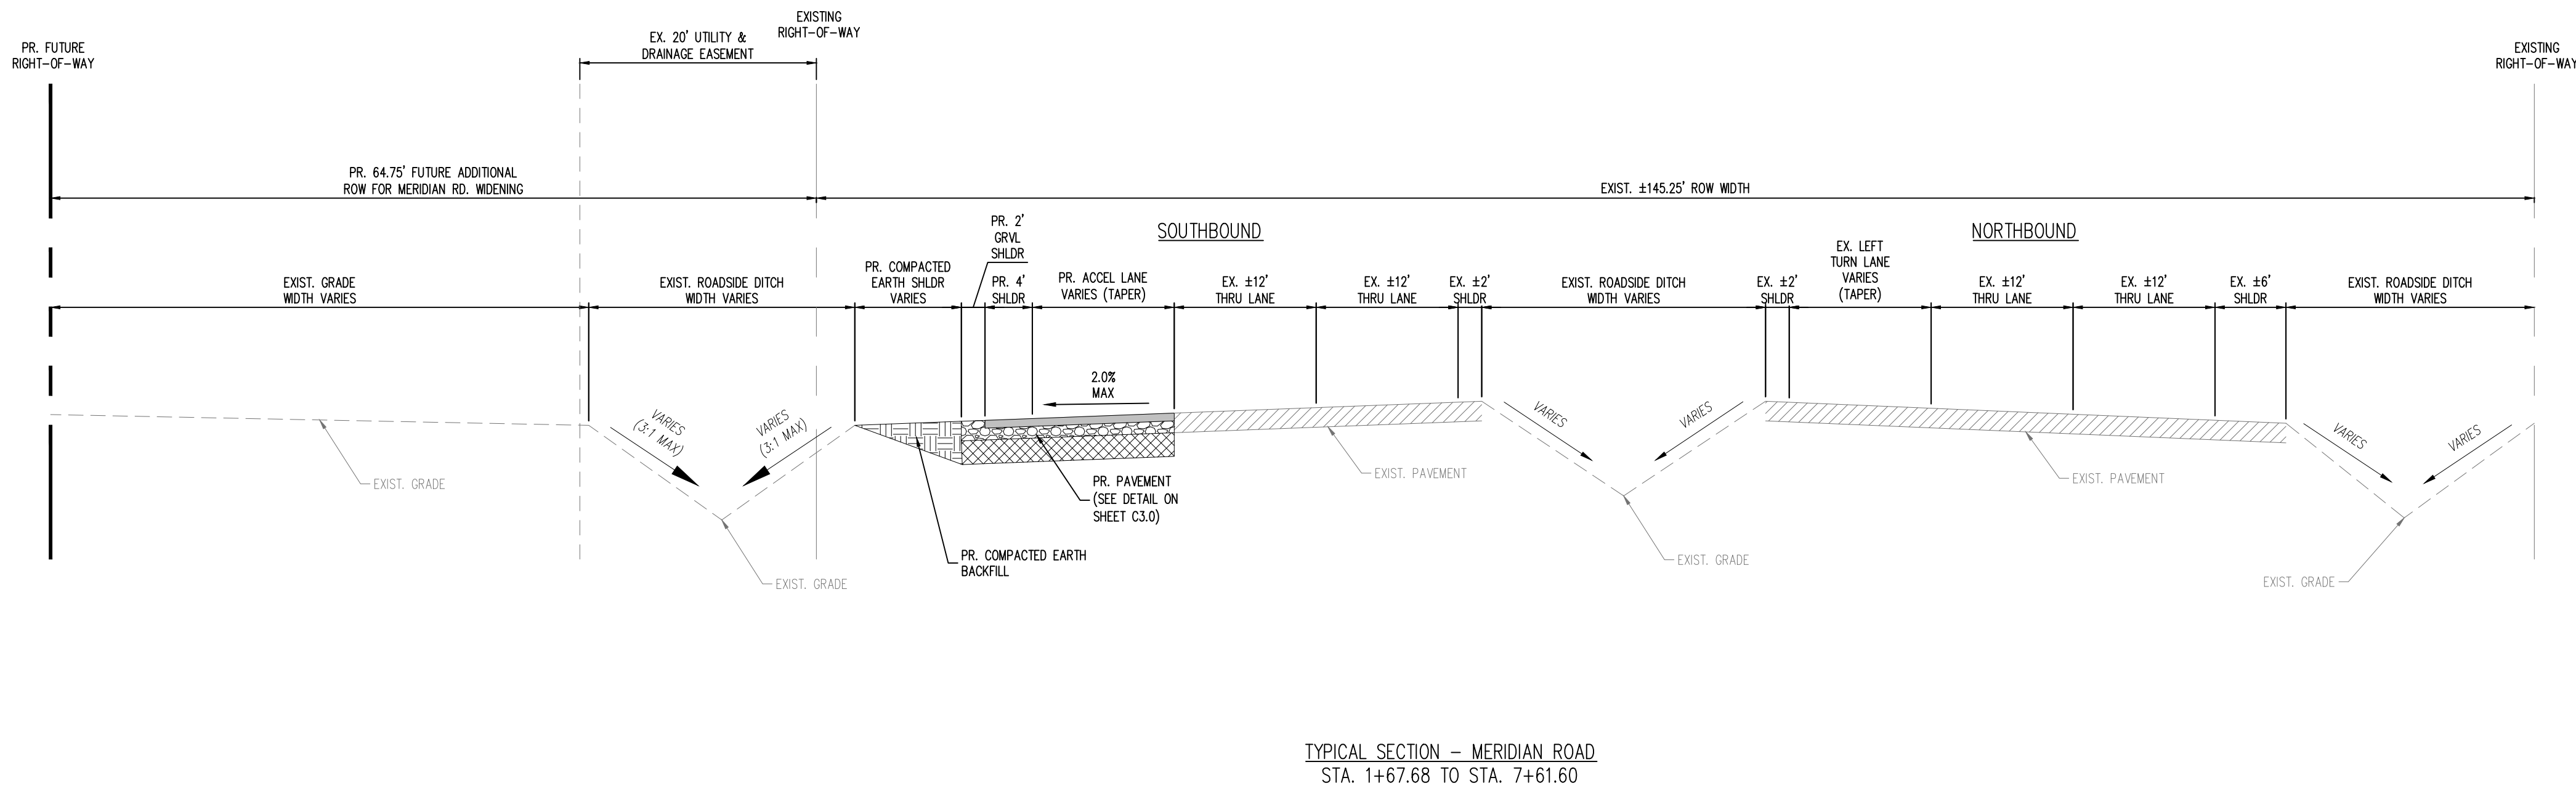 PR. FUTURE
RIGHT-OF-WAY
EX. 20' UTILITY &
DRAINAGE EASEMENT
EXISTING
RIGHT-OF-WAY
EXISTING
RIGHT-OF-WAY
PR. 64.75' FUTURE ADDITIONAL
ROW FOR MERIDIAN RD. WIDENING
EXIST. ±145.25' ROW WIDTH
SOUTHBOUND
NORTHBOUND
EXIST. GRADE
WIDTH VARIES
EXIST. ROADSIDE DITCH
WIDTH VARIES
PR. COMPACTED
EARTH SHLDR
VARIES
PR. 2'
GRVL
SHLDR
PR. 4'
SHLDR
PR. ACCEL LANE
VARIES (TAPER)
EX. ±12'
THRU LANE
EX. ±12'
THRU LANE
EX. ±2'
SHLDR
EXIST. ROADSIDE DITCH
WIDTH VARIES
EX. ±2'
SHLDR
EX. LEFT
TURN LANE
VARIES
(TAPER)
EX. ±12'
THRU LANE
EX. ±12'
THRU LANE
EX. ±6'
SHLDR
EXIST. ROADSIDE DITCH
WIDTH VARIES
2.0%
MAX
VARIES
(3:1 MAX)
VARIES
(3:1 MAX)
VARIES
VARIES
VARIES
VARIES
EXIST. GRADE
EXIST. GRADE
PR. COMPACTED EARTH
BACKFILL
PR. PAVEMENT
(SEE DETAIL ON
SHEET C3.0)
EXIST. PAVEMENT
EXIST. GRADE
EXIST. PAVEMENT
EXIST. GRADE
TYPICAL SECTION - MERIDIAN ROAD
STA. 1+67.68 TO STA. 7+61.60